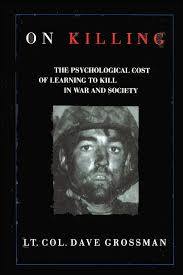 ON KILLING
THE PSYCHOLOGICAL COST
OF LEARNING TO KILL
IN WAR AND SOCIETY
LT. COL. DAVE GROSSMAN